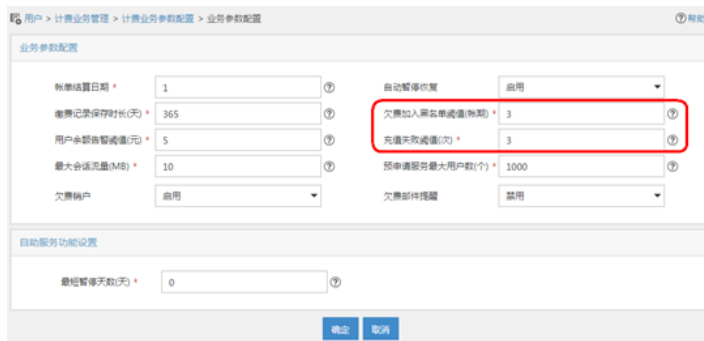 用户 > 计费业务管理 > 计费业务参数配置 > 业务参数配置 帮助
业务参数配置
帐单结算日期 * 1 自动暂停恢复 启用
缴费记录保存时长(天) * 365 欠费加入黑名单阈值(帐期) * 3
用户余额告警阈值(元) * 5 充值失败阈值(次) * 3
最大会话流量(MB) * 10 预申请服务最大用户数(个) * 1000
欠费销户 启用 欠费邮件提醒 禁用
自助服务功能设置
最短暂停天数(天) * 0
确定 取消